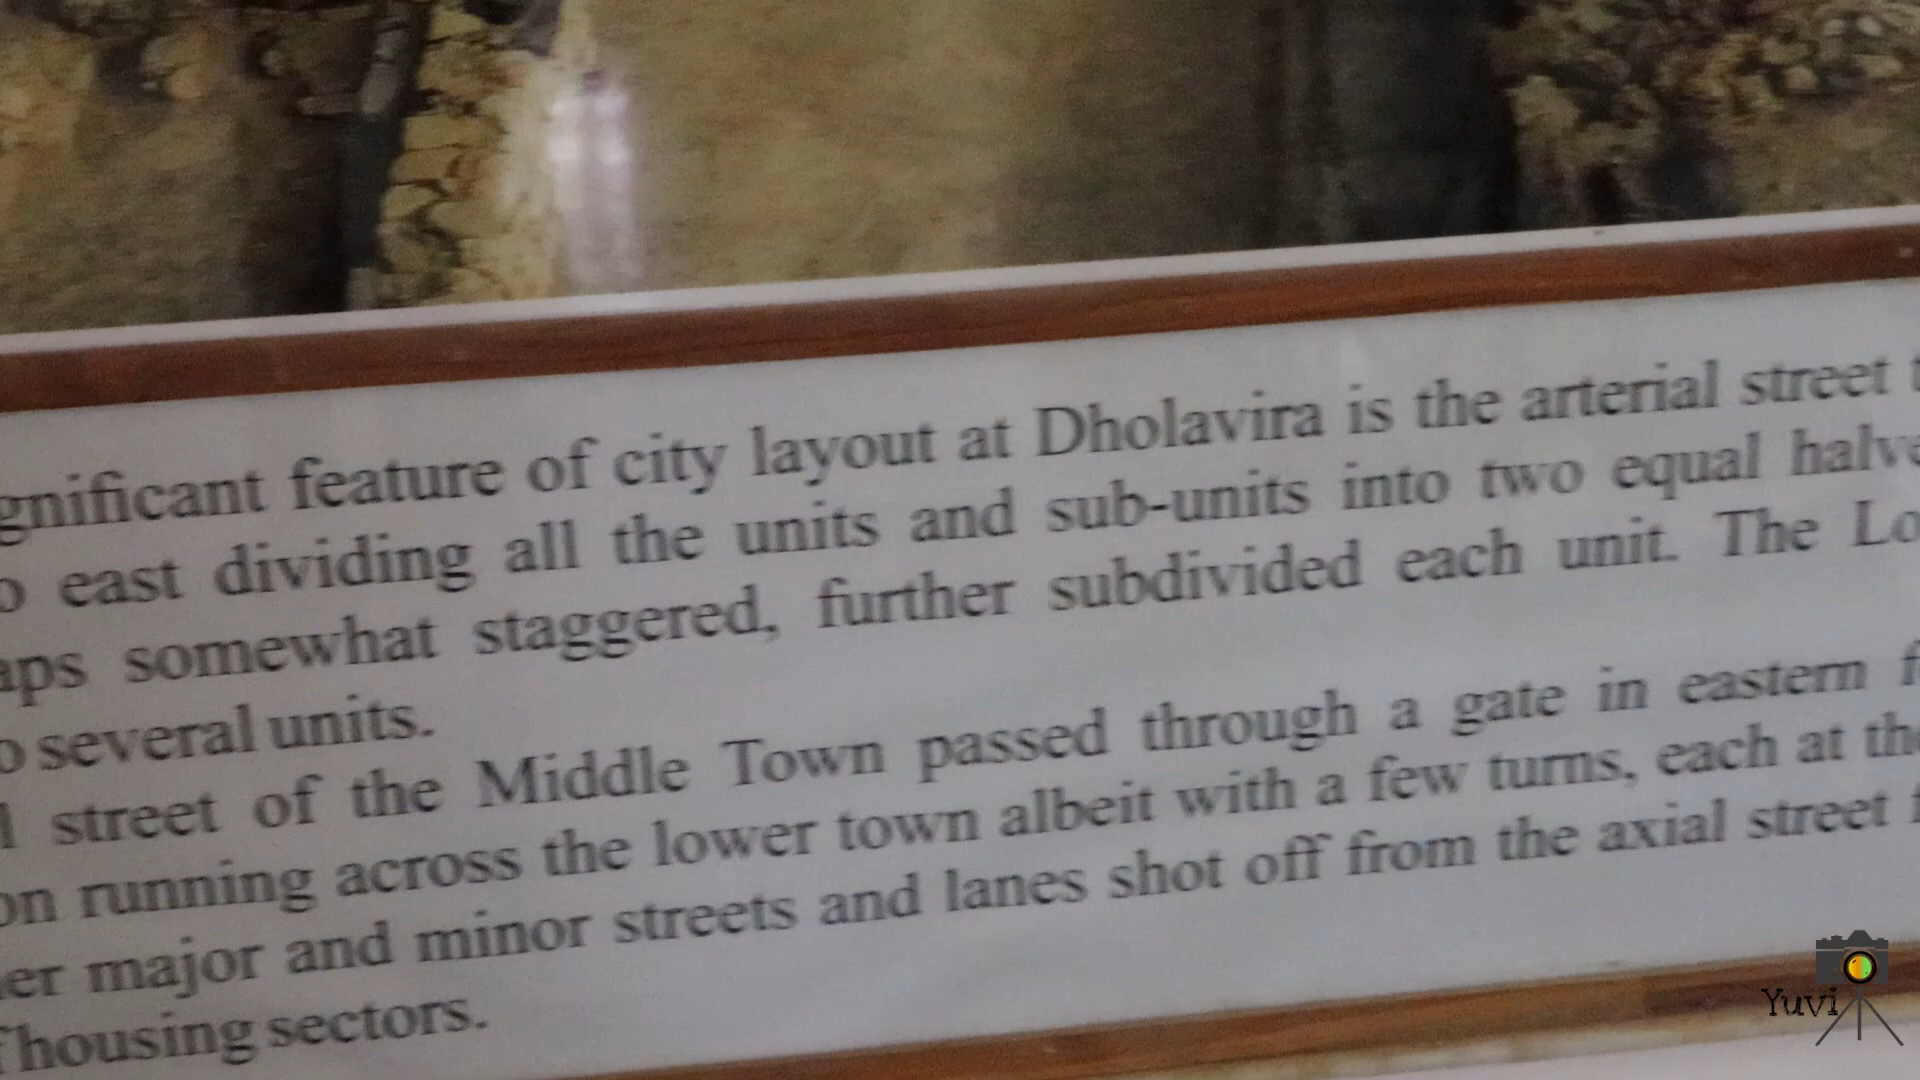 gnificant feature of city layout at Dholavira is the arterial street t
o east dividing all the units and sub-units into two equal halve
aps somewhat staggered, further subdivided each unit. The Lo
o several units.
l street of the Middle Town passed through a gate in eastern f
on running across the lower town albeit with a few turns, each at the
er major and minor streets and lanes shot off from the axial street f
f housing sectors.
Yuvi